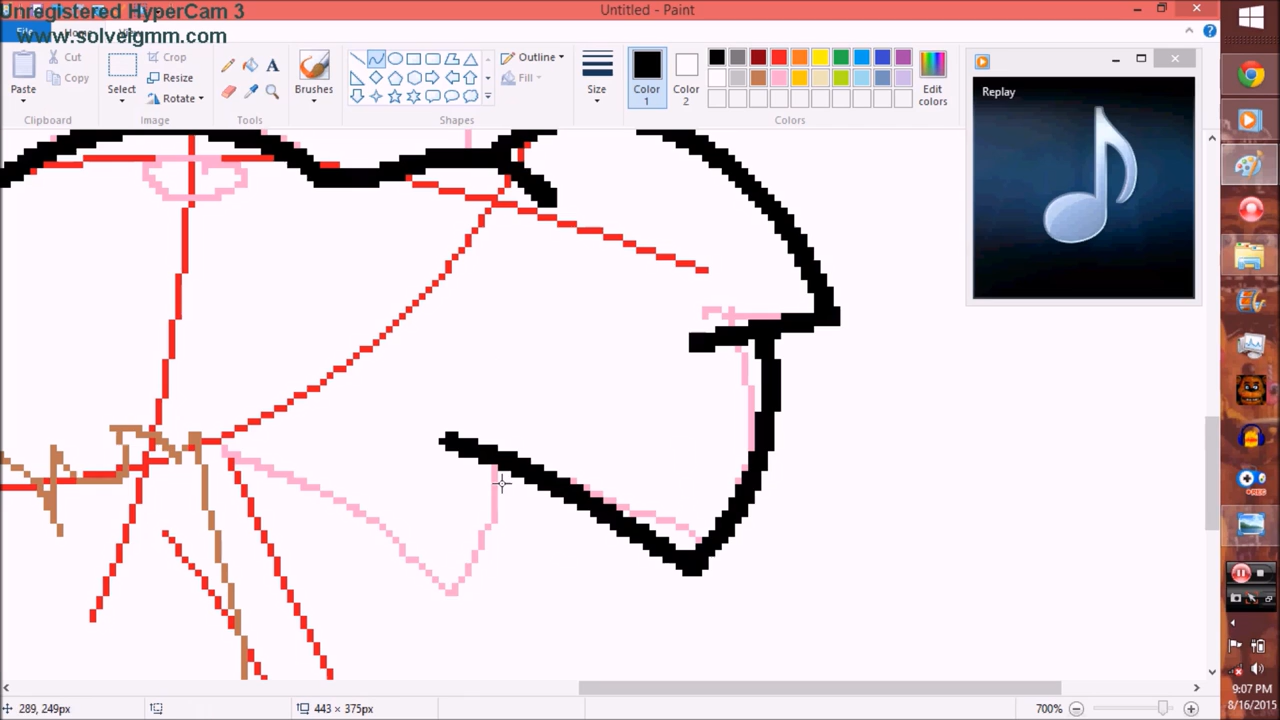 Unregistered HyperCam 3
www.solveigmm.com
Untitled - Paint
File
Paste
Cut
Copy
Clipboard
Select
Crop
Resize
Rotate
Image
A
Tools
Brushes
Shapes
Outline
Fill
Size
Color 1
Color 2
Edit colors
Colors
Replay
REC
289, 249px
443 × 375px
700%
9:07 PM
8/16/2015